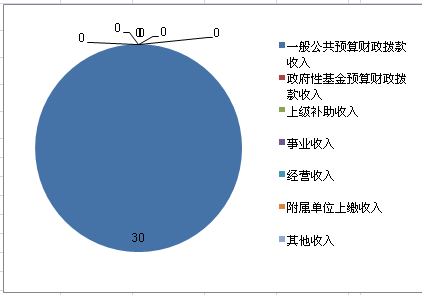 0
0
0
0
0
0
30
一般公共预算财政拨款
收入
政府性基金预算财政拨
款收入
上级补助收入
事业收入
经营收入
附属单位上缴收入
其他收入